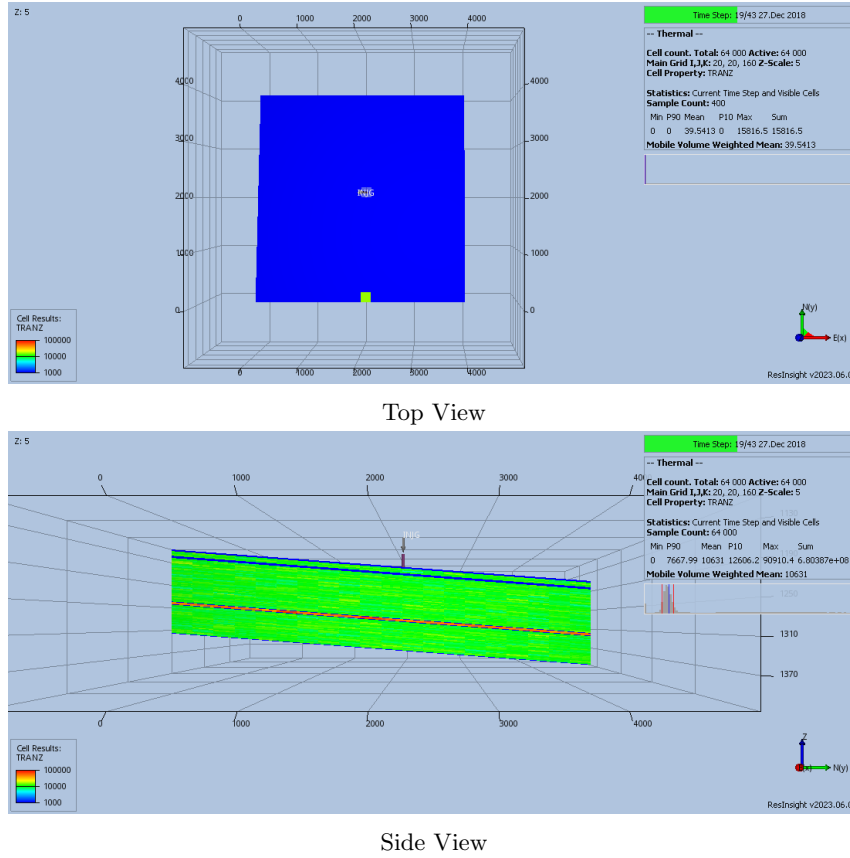 Z: 5
0 1000 2000 3000 4000
Time Step: 19/43 27.Dec 2018
-- Thermal --
Cell count. Total: 64 000 Active: 64 000
Main Grid I,J,K: 20, 20, 160 Z-Scale: 5
Cell Property: TRANZ
Statistics: Current Time Step and Visible Cells
Sample Count: 400
Min P90 Mean P10 Max Sum
0 0 39.5413 0 15816.5 15816.5
Mobile Volume Weighted Mean: 39.5413
4000 4000
3000 3000
INJG
2000 2000
1000 1000
0 0
Cell Results:
TRANZ
100000
10000
1000
N(y)
E(x)
0 1000 2000 3000 4000
ResInsight v2023.06.0
Top View
Z: 5
0 1000 2000 3000 4000
Time Step: 19/43 27.Dec 2018
-- Thermal --
Cell count. Total: 64 000 Active: 64 000
Main Grid I,J,K: 20, 20, 160 Z-Scale: 5
Cell Property: TRANZ
Statistics: Current Time Step and Visible Cells
Sample Count: 64 000
Min P90 Mean P10 Max Sum
0 7667.99 10631 12606.2 90910.4 6.80387e+08
Mobile Volume Weighted Mean: 10631
INJG
1310
1370
0 1000 2000 3000 4000
Cell Results:
TRANZ
100000
10000
1000
Z
N(y)
ResInsight v2023.06.0
Side View